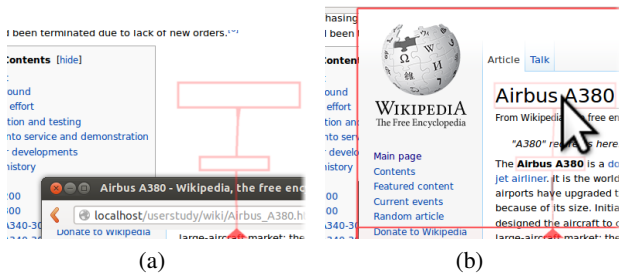 d been terminated due to lack of new orders.
Contents [hide]
ound
effort
tion and testing
nto service and demonstration
r developments
history
Airbus A380 - Wikipedia, the free enc
localhost/userstudy/wiki/Airbus_A380.h
Donate to Wikipedia
large-aircraft market; the
(a)
hasing
d been
WIKIPEDIA
The Free Encyclopedia
Main page
Contents
Featured content
Current events
Random article
Donate to Wikipedia
Article Talk
Airbus A380
From Wikipedia, free en
"A380" re here
The Airbus A380 is a do
jet airliner. It is the world
airports have upgraded t
because of its size. Initia
designed the aircraft to c
large-aircraft market; the
(b)